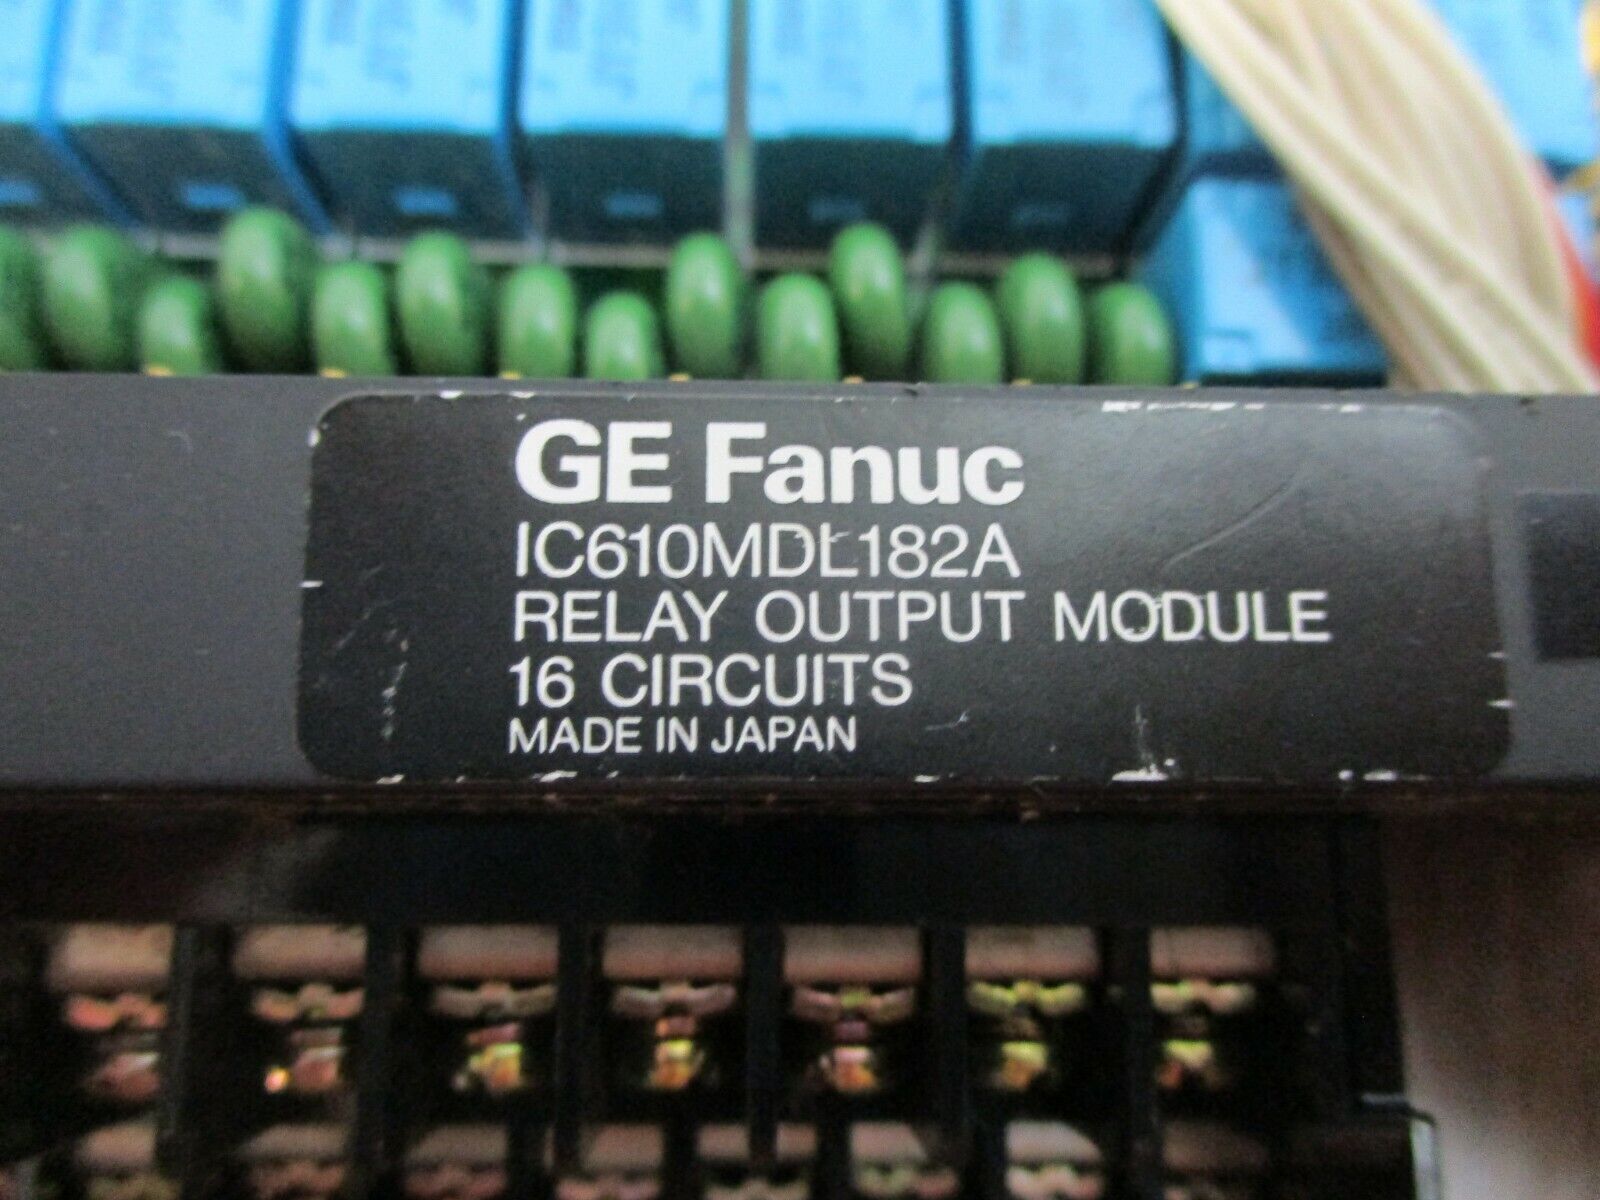 GE Fanuc
IC610MDL182A
RELAY OUTPUT MODULE
16 CIRCUITS
MADE IN JAPAN